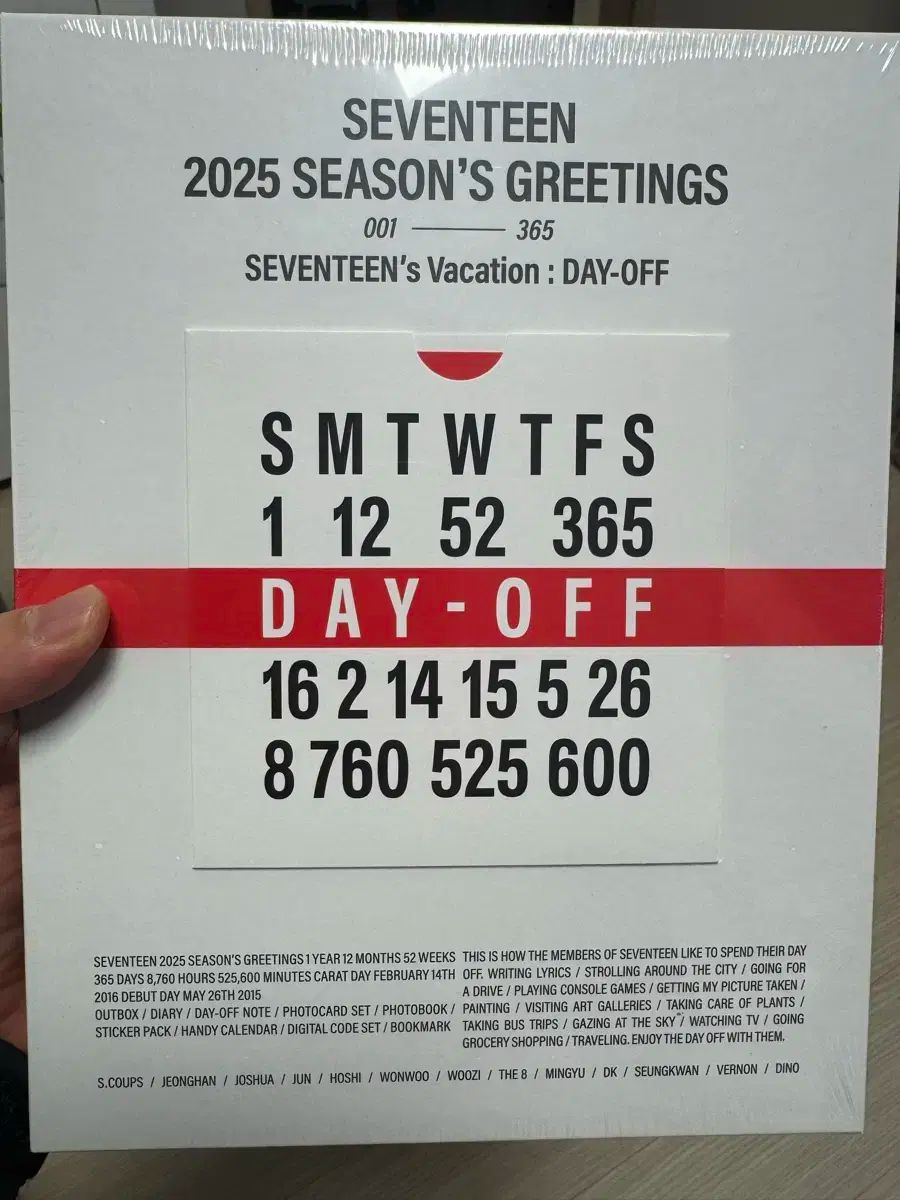 SEVENTEEN
2025 SEASON'S GREETINGS
001 ——— 365
SEVENTEEN's Vacation : DAY-OFF
S M T W T F S
1 12 52 365
DAY-OFF
16 2 14 15 5 26
8 760 525 600
SEVENTEEN 2025 SEASON'S GREETINGS 1 YEAR 12 MONTHS 52 WEEKS
365 DAYS 8,760 HOURS 525,600 MINUTES CARAT DAY FEBRUARY 14TH
2016 DEBUT DAY MAY 26TH 2015
OUTBOX / DIARY / DAY-OFF NOTE / PHOTOCARD SET / PHOTOBOOK /
STICKER PACK / HANDY CALENDAR / DIGITAL CODE SET / BOOKMARK
THIS IS HOW THE MEMBERS OF SEVENTEEN LIKE TO SPEND THEIR DAY
OFF. WRITING LYRICS / STROLLING AROUND THE CITY / GOING FOR
A DRIVE / PLAYING CONSOLE GAMES / GETTING MY PICTURE TAKEN /
PAINTING / VISITING ART GALLERIES / TAKING CARE OF PLANTS /
TAKING BUS TRIPS / GAZING AT THE SKY / WATCHING TV / GOING
GROCERY SHOPPING / TRAVELING. ENJOY THE DAY OFF WITH THEM.
S.COUPS / JEONGHAN / JOSHUA / JUN / HOSHI / WONWOO / WOOZI / THE 8 / MINGYU / DK / SEUNGKWAN / VERNON / DINO